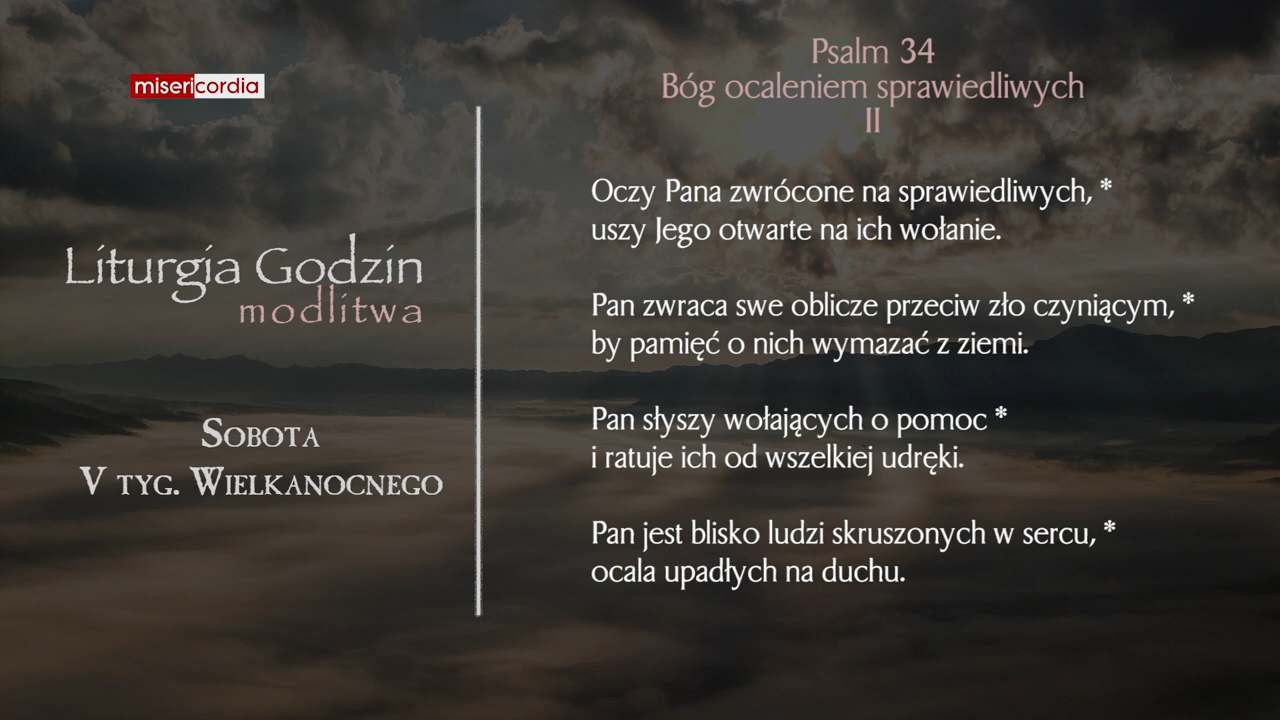 misericordia
Liturgia Godzin
modlitwa
Sobota
V tyg. Wielkanocnego
Psalm 34
Bóg ocaleniem sprawiedliwych
II
Oczy Pana zwrócone na sprawiedliwych, *
uszy Jego otwarte na ich wołanie.
Pan zwraca swe oblicze przeciw zło czyniącym, *
by pamięć o nich wymazać z ziemi.
Pan słyszy wołających o pomoc *
i ratuje ich od wszelkiej udręki.
Pan jest blisko ludzi skruszonych w sercu, *
ocala upadłych na duchu.